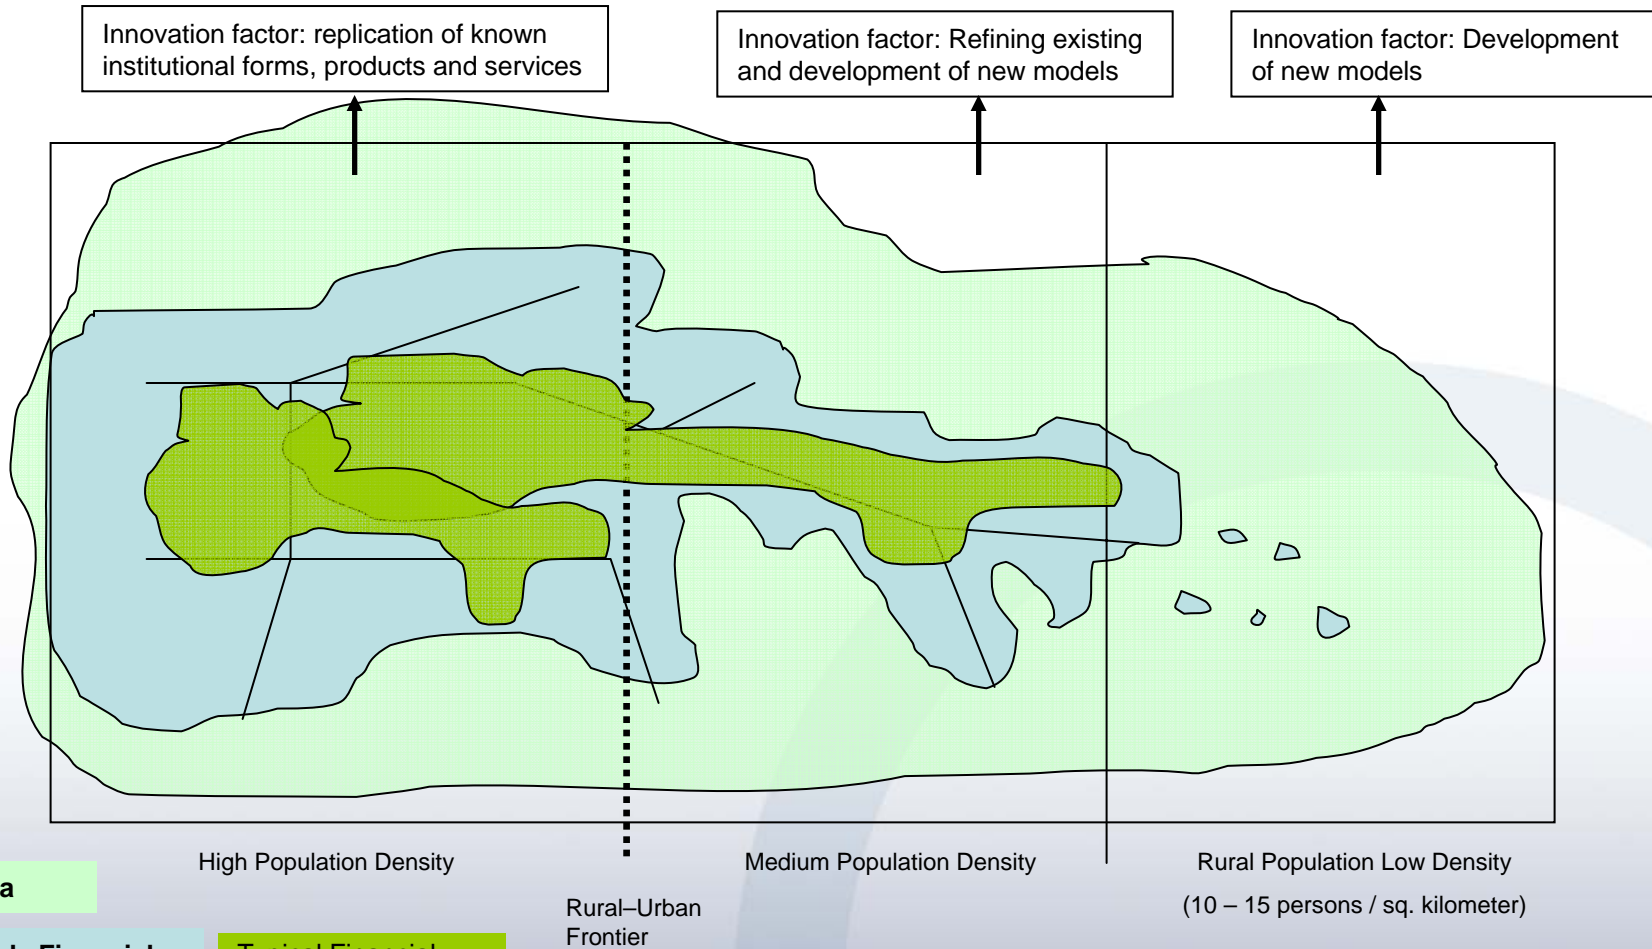 Innovation factor: replication of known
institutional forms, products and services
Innovation factor: Refining existing
and development of new models
Innovation factor: Development
of new models
High Population Density
Medium Population Density
Rural Population Low Density
(10 – 15 persons / sq. kilometer)
Rural–Urban
Frontier
Typical Financial